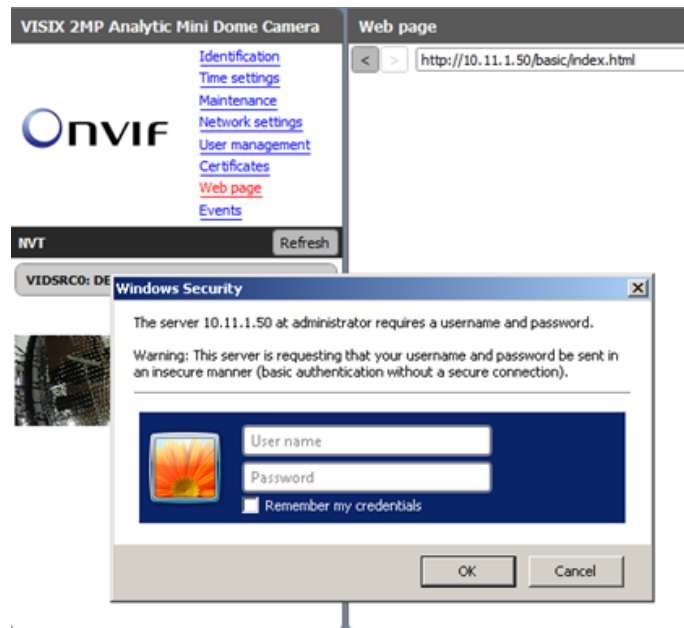 VISIX 2MP Analytic Mini Dome Camera
Identification
Time settings
Maintenance
Network settings
User management
Certificates
Web page
Events
ONVIF
NVT
Refresh
VIDSRC0: DE
Web page
< >
http://10.11.1.50/basic/index.html
Windows Security
The server 10.11.1.50 at administrator requires a username and password.
Warning: This server is requesting that your username and password be sent in
an insecure manner (basic authentication without a secure connection).
User name
Password
Remember my credentials
OK
Cancel